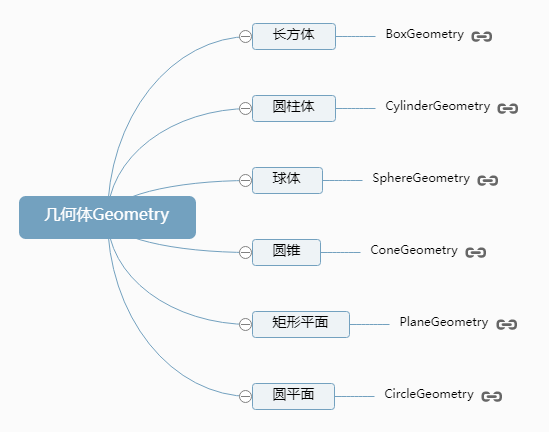 长方体 BoxGeometry
圆柱体 CylinderGeometry
球体 SphereGeometry
几何体Geometry
圆锥 ConeGeometry
矩形平面 PlaneGeometry
圆平面 CircleGeometry